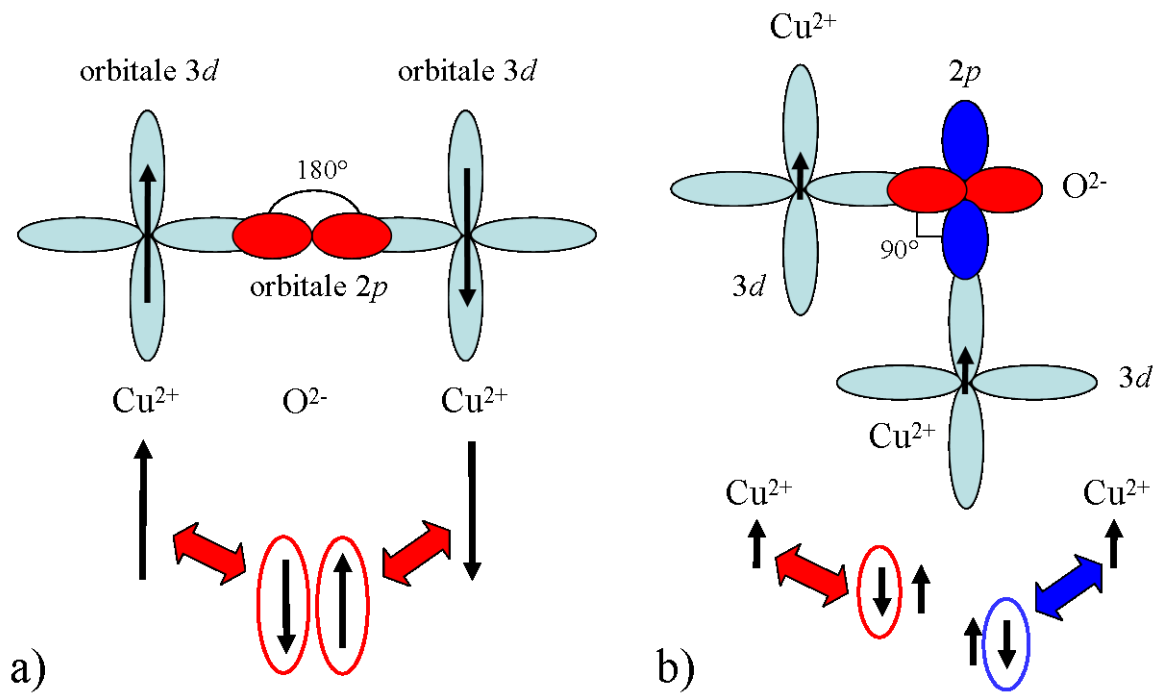 orbitale 3d
orbitale 3d
180°
orbitale 2p
Cu²⁺
O²⁻
Cu²⁺
a)
Cu²⁺
2p
O²⁻
90°
3d
3d
Cu²⁺
Cu²⁺
Cu²⁺
b)